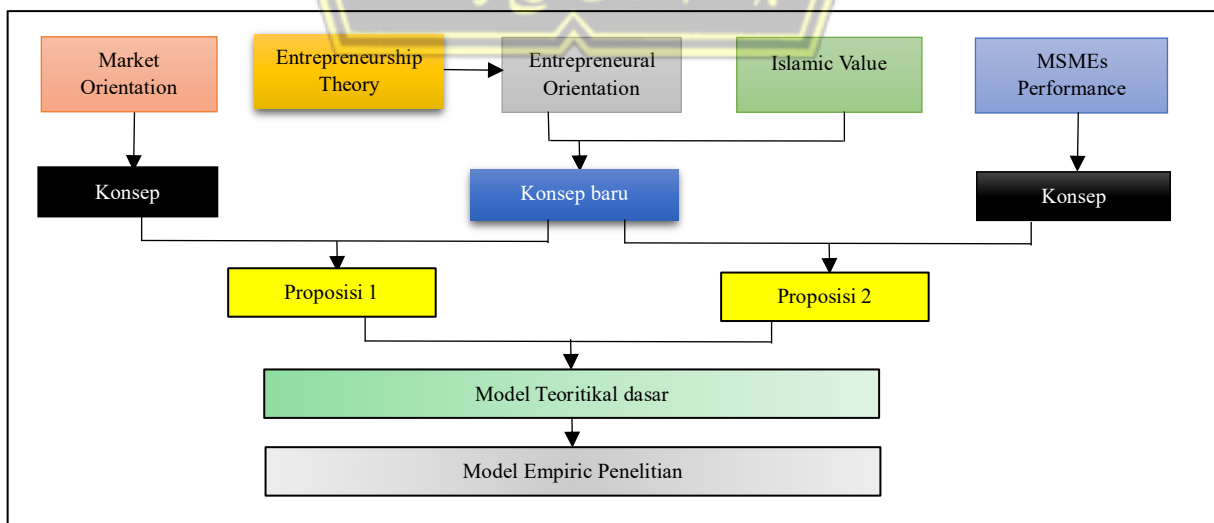 Market
Orientation
Entrepreneurship
Theory
Entrepreneural
Orientation
Islamic Value
MSMEs
Performance
Konsep
Konsep baru
Konsep
Proposisi 1
Proposisi 2
Model Teoritikal dasar
Model Empiric Penelitian